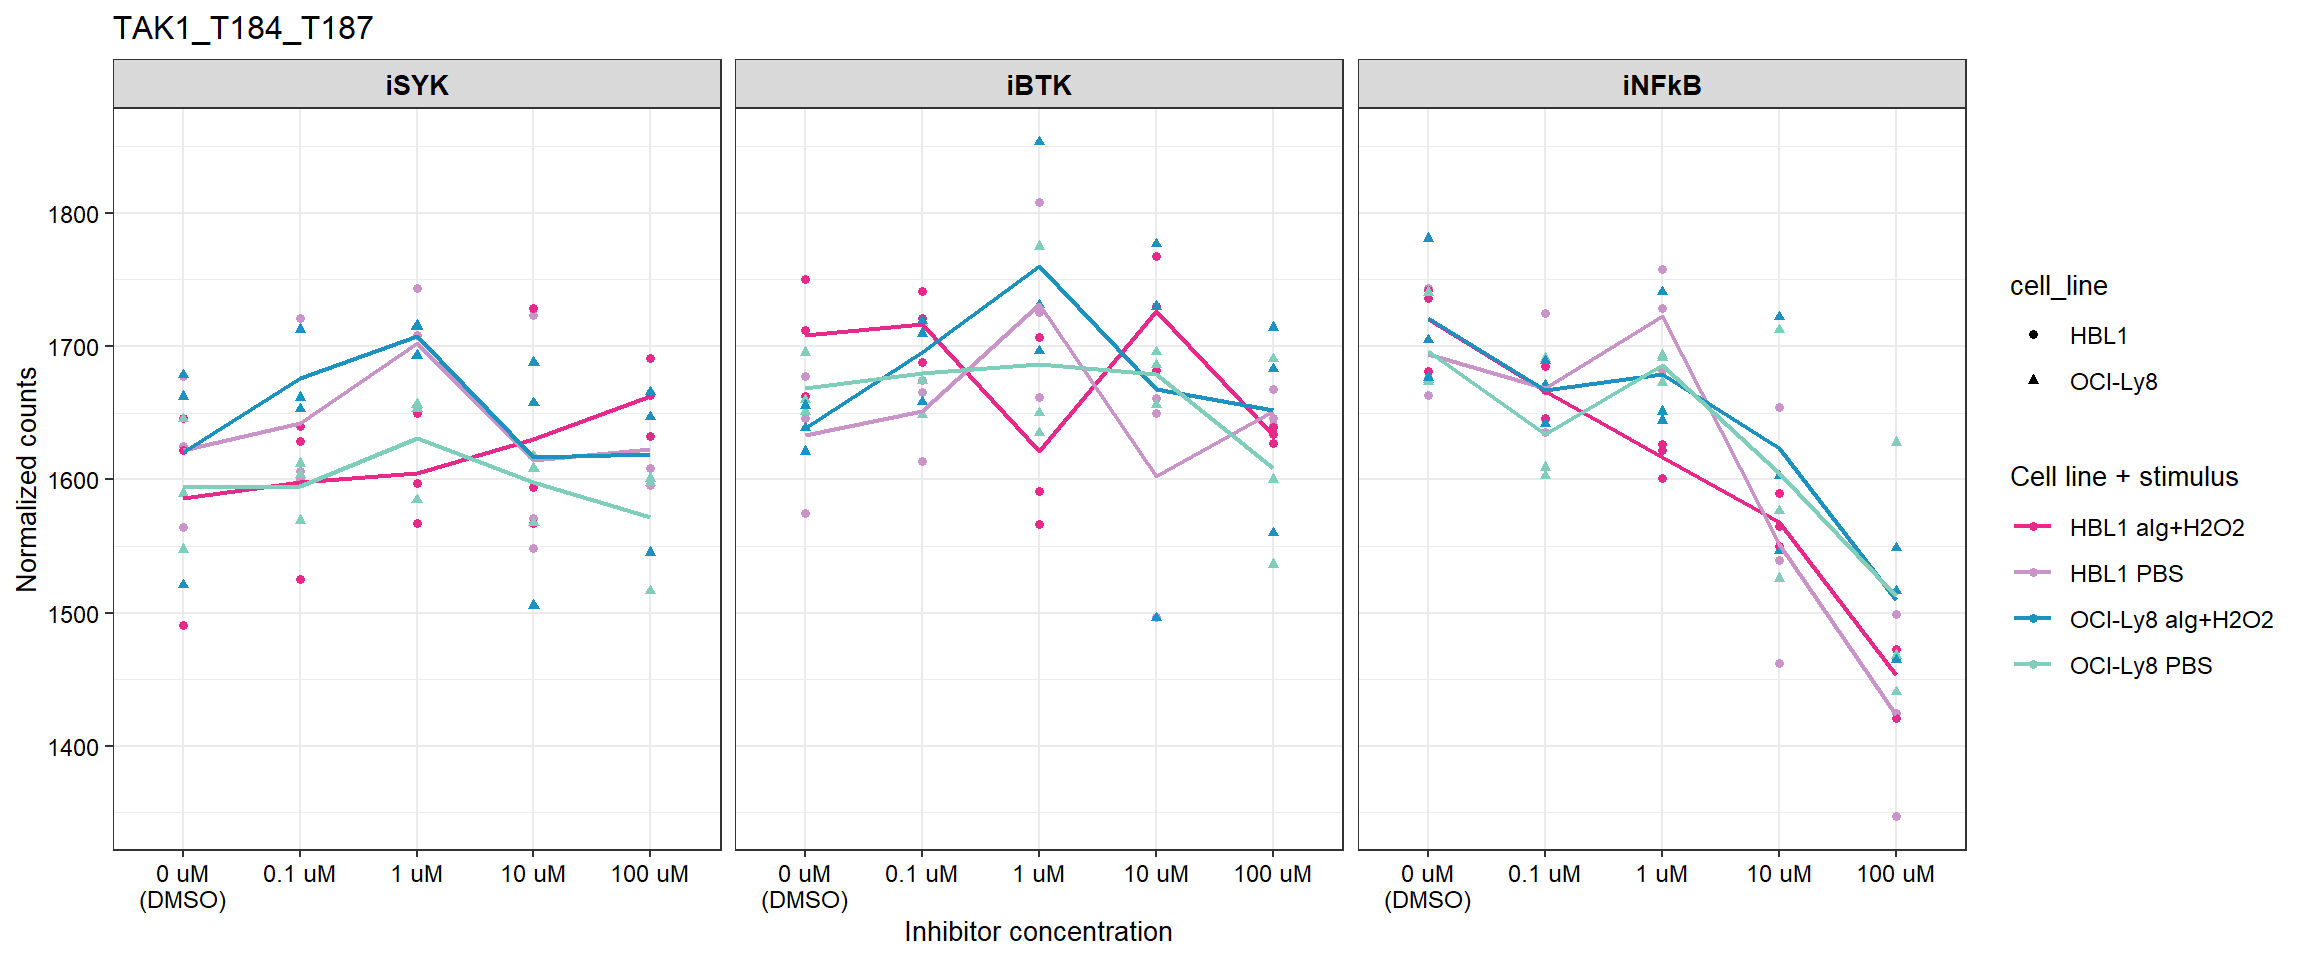 TAK1_T184_T187
iSYK
iBTK
iNFkB
Normalized counts
1800
1700
1600
1500
1400
0 uM
(DMSO)
0.1 uM
1 uM
10 uM
100 uM
0 uM
(DMSO)
0.1 uM
1 uM
10 uM
100 uM
0 uM
(DMSO)
0.1 uM
1 uM
10 uM
100 uM
Inhibitor concentration
cell_line
HBL1
OCI-Ly8
Cell line + stimulus
HBL1 aIg+H2O2
HBL1 PBS
OCI-Ly8 aIg+H2O2
OCI-Ly8 PBS